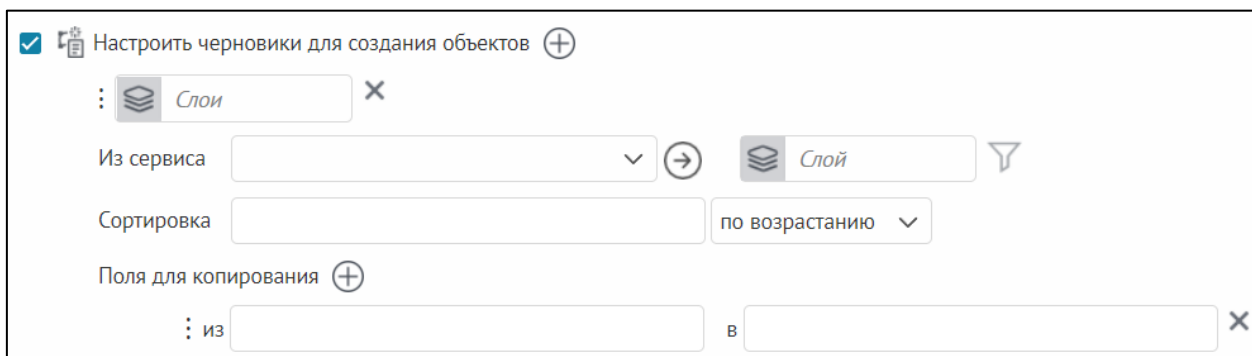 Настроить черновики для создания объектов
Слои
Из сервиса Слой
Сортировка по возрастанию
Поля для копирования
из в